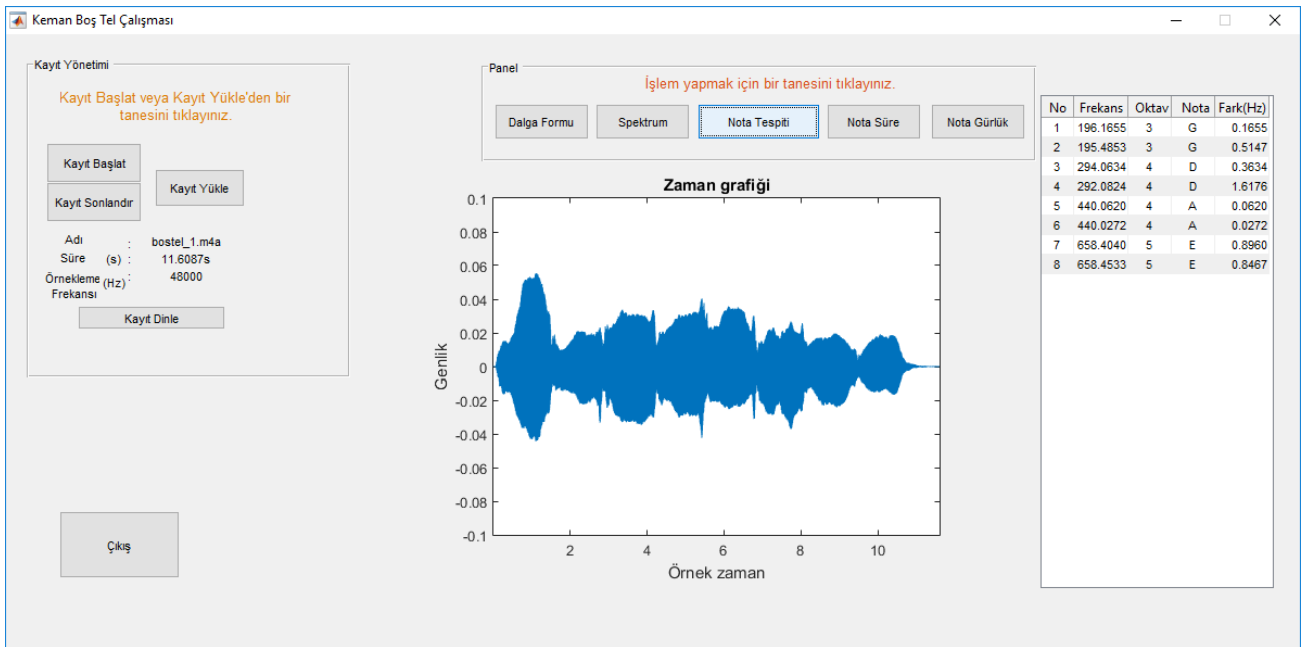 Keman Boş Tel Çalışması
Kayıt Yönetimi
Kayıt Başlat veya Kayıt Yükle'den bir
tanesini tıklayınız.
Kayıt Başlat
Kayıt Yükle
Kayıt Sonlandır
Adı : bostel_1.m4a
Süre (s) : 11.6087s
Örnekleme (Hz) : 48000
Frekansı
Kayıt Dinle
Çıkış
Panel
İşlem yapmak için bir tanesini tıklayınız.
Dalga Formu Spektrum Nota Tespiti Nota Süre Nota Gürlük
Zaman grafiği
0.1
0.08
0.06
0.04
0.02
0
-0.02
-0.04
-0.06
-0.08
-0.1
Genlik
2 4 6 8 10
Örnek zaman
No Frekans Oktav Nota Fark(Hz)
1 196.1655 3 G 0.1655
2 195.4853 3 G 0.5147
3 294.0634 4 D 0.3634
4 292.0824 4 D 1.6176
5 440.0620 4 A 0.0620
6 440.0272 4 A 0.0272
7 658.4040 5 E 0.8960
8 658.4533 5 E 0.8467